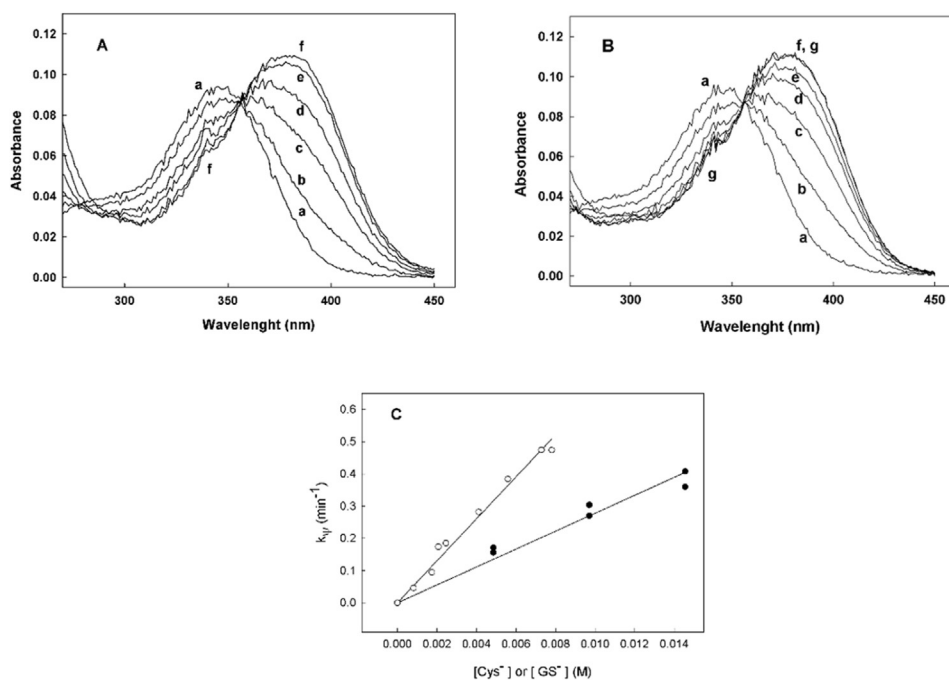 A
0.12
0.10
0.08
0.06
0.04
0.02
0.00
Absorbance
300
350
400
450
Wavelenght (nm)
a
f
f
e
d
c
b
a
B
0.12
0.10
0.08
0.06
0.04
0.02
0.00
Absorbance
300
350
400
450
Wavelenght (nm)
a
g
f, g
e
d
c
b
a
C
0.6
0.5
0.4
0.3
0.2
0.1
0.0
kψ (min⁻¹)
0.000 0.002 0.004 0.006 0.008 0.010 0.012 0.014
[Cys⁻] or [GS⁻] (M)